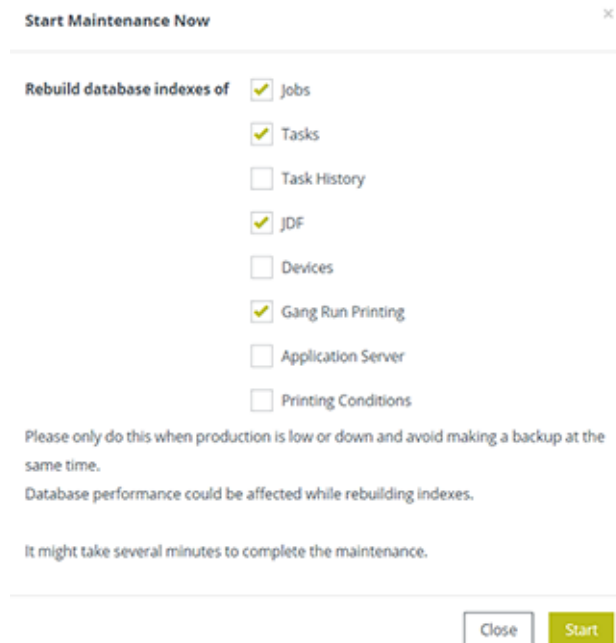 Start Maintenance Now
Rebuild database indexes of
Jobs
Tasks
Task History
JDF
Devices
Gang Run Printing
Application Server
Printing Conditions
Please only do this when production is low or down and avoid making a backup at the
same time.
Database performance could be affected while rebuilding indexes.
It might take several minutes to complete the maintenance.
Close
Start